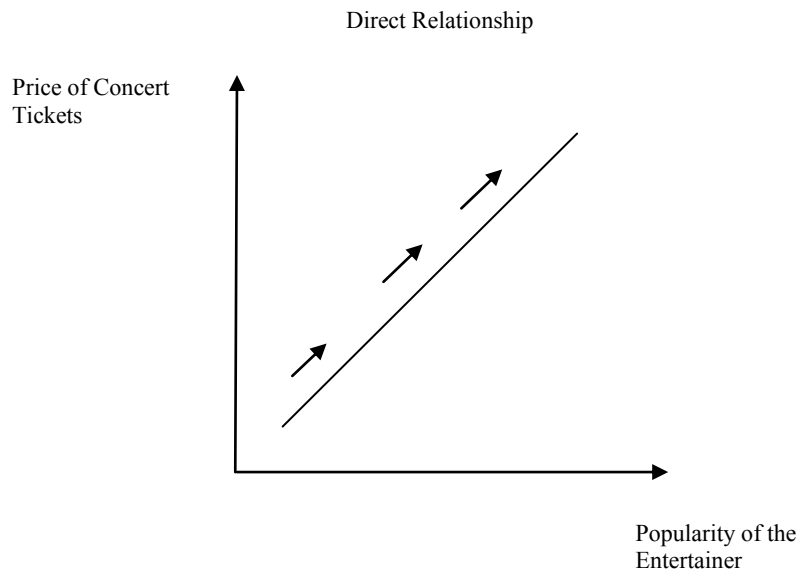 Direct Relationship
Price of Concert
Tickets
Popularity of the
Entertainer